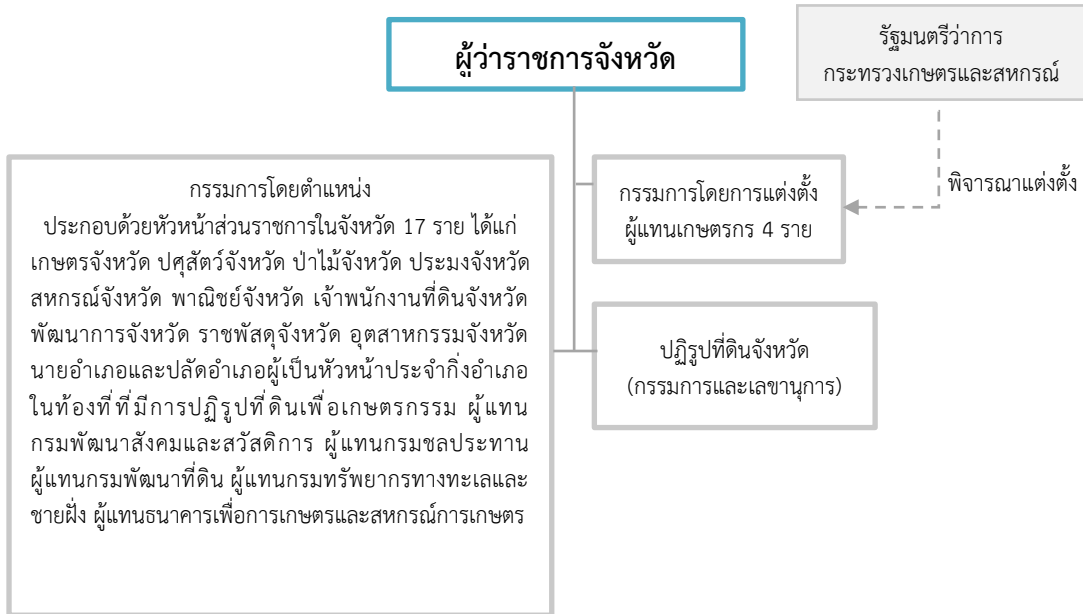 ผู้ว่าราชการจังหวัด
รัฐมนตรีว่าการ
กระทรวงเกษตรและสหกรณ์
พิจารณาแต่งตั้ง
กรรมการโดยตำแหน่ง
ประกอบด้วยหัวหน้าส่วนราชการในจังหวัด 17 ราย ได้แก่
เกษตรจังหวัด ปศุสัตว์จังหวัด ป่าไม้จังหวัด ประมงจังหวัด
สหกรณ์จังหวัด พาณิชย์จังหวัด เจ้าพนักงานที่ดินจังหวัด
พัฒนาการจังหวัด ราชพัสดุจังหวัด อุตสาหกรรมจังหวัด
นายอำเภอและปลัดอำเภอผู้เป็นหัวหน้าประจำกิ่งอำเภอ
ในท้องที่ที่มีการปฏิรูปที่ดินเพื่อเกษตรกรรม ผู้แทน
กรมพัฒนาสังคมและสวัสดิการ ผู้แทนกรมชลประทาน
ผู้แทนกรมพัฒนาที่ดิน ผู้แทนกรมทรัพยากรทางทะเลและ
ชายฝั่ง ผู้แทนธนาคารเพื่อการเกษตรและสหกรณ์การเกษตร
กรรมการโดยการแต่งตั้ง
ผู้แทนเกษตรกร 4 ราย
ปฏิรูปที่ดินจังหวัด
(กรรมการและเลขานุการ)